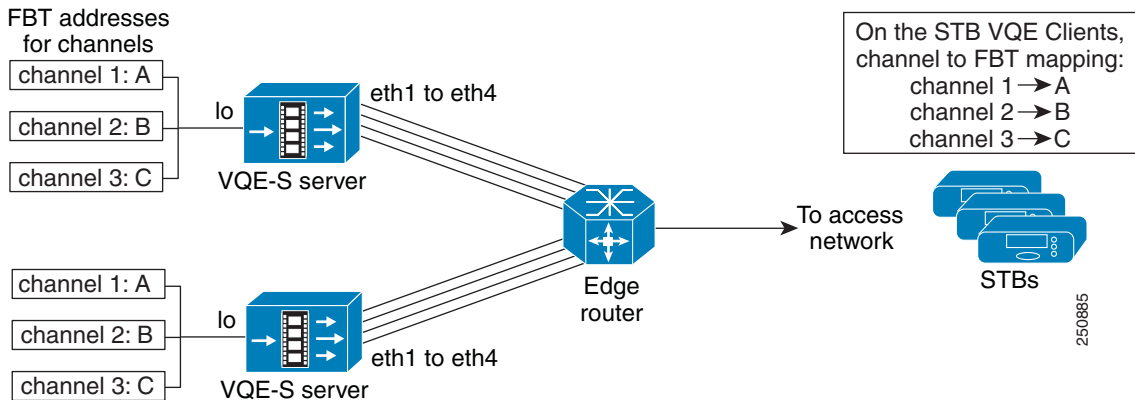 FBT addresses
for channels
channel 1: A
channel 2: B
channel 3: C
lo
eth1 to eth4
VQE-S server
channel 1: A
channel 2: B
channel 3: C
lo
eth1 to eth4
VQE-S server
Edge
router
To access
network
On the STB VQE Clients,
channel to FBT mapping:
channel 1 → A
channel 2 → B
channel 3 → C
STBs
250885